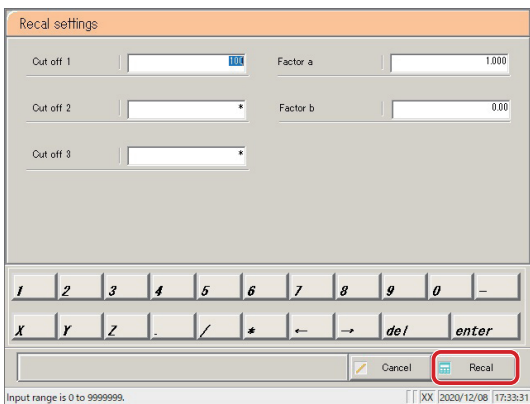 Recal settings
Cut off 1 100 Factor a 1.000
Cut off 2 * Factor b 0.00
Cut off 3 *
1 2 3 4 5 6 7 8 9 0 -
X Y Z . / * ← → del enter
Cancel Recal
Input range is 0 to 9999999. XX 2020/12/08 17:33:31